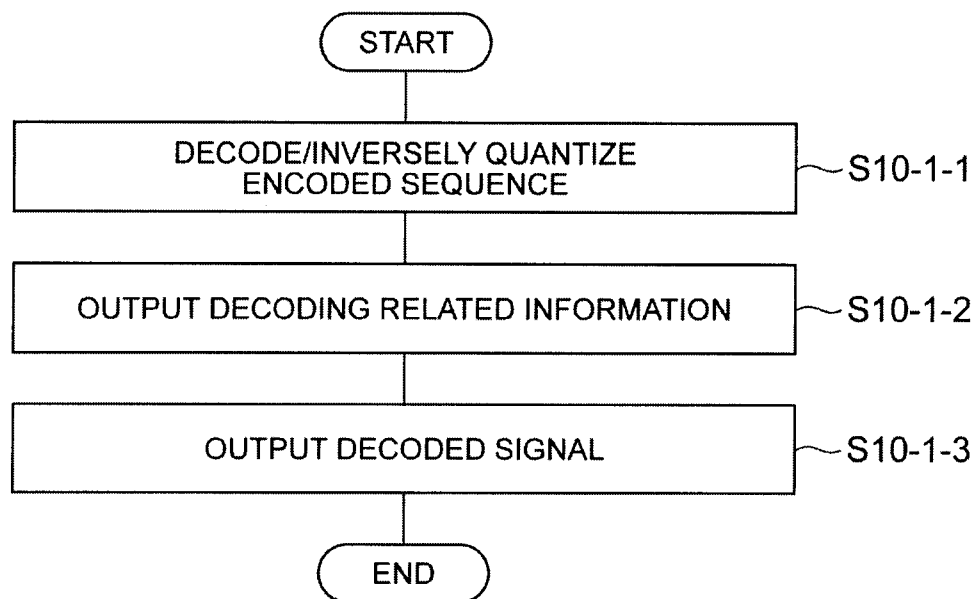 START
DECODE/INVERSELY QUANTIZE
ENCODED SEQUENCE
S10-1-1
OUTPUT DECODING RELATED INFORMATION
S10-1-2
OUTPUT DECODED SIGNAL
S10-1-3
END